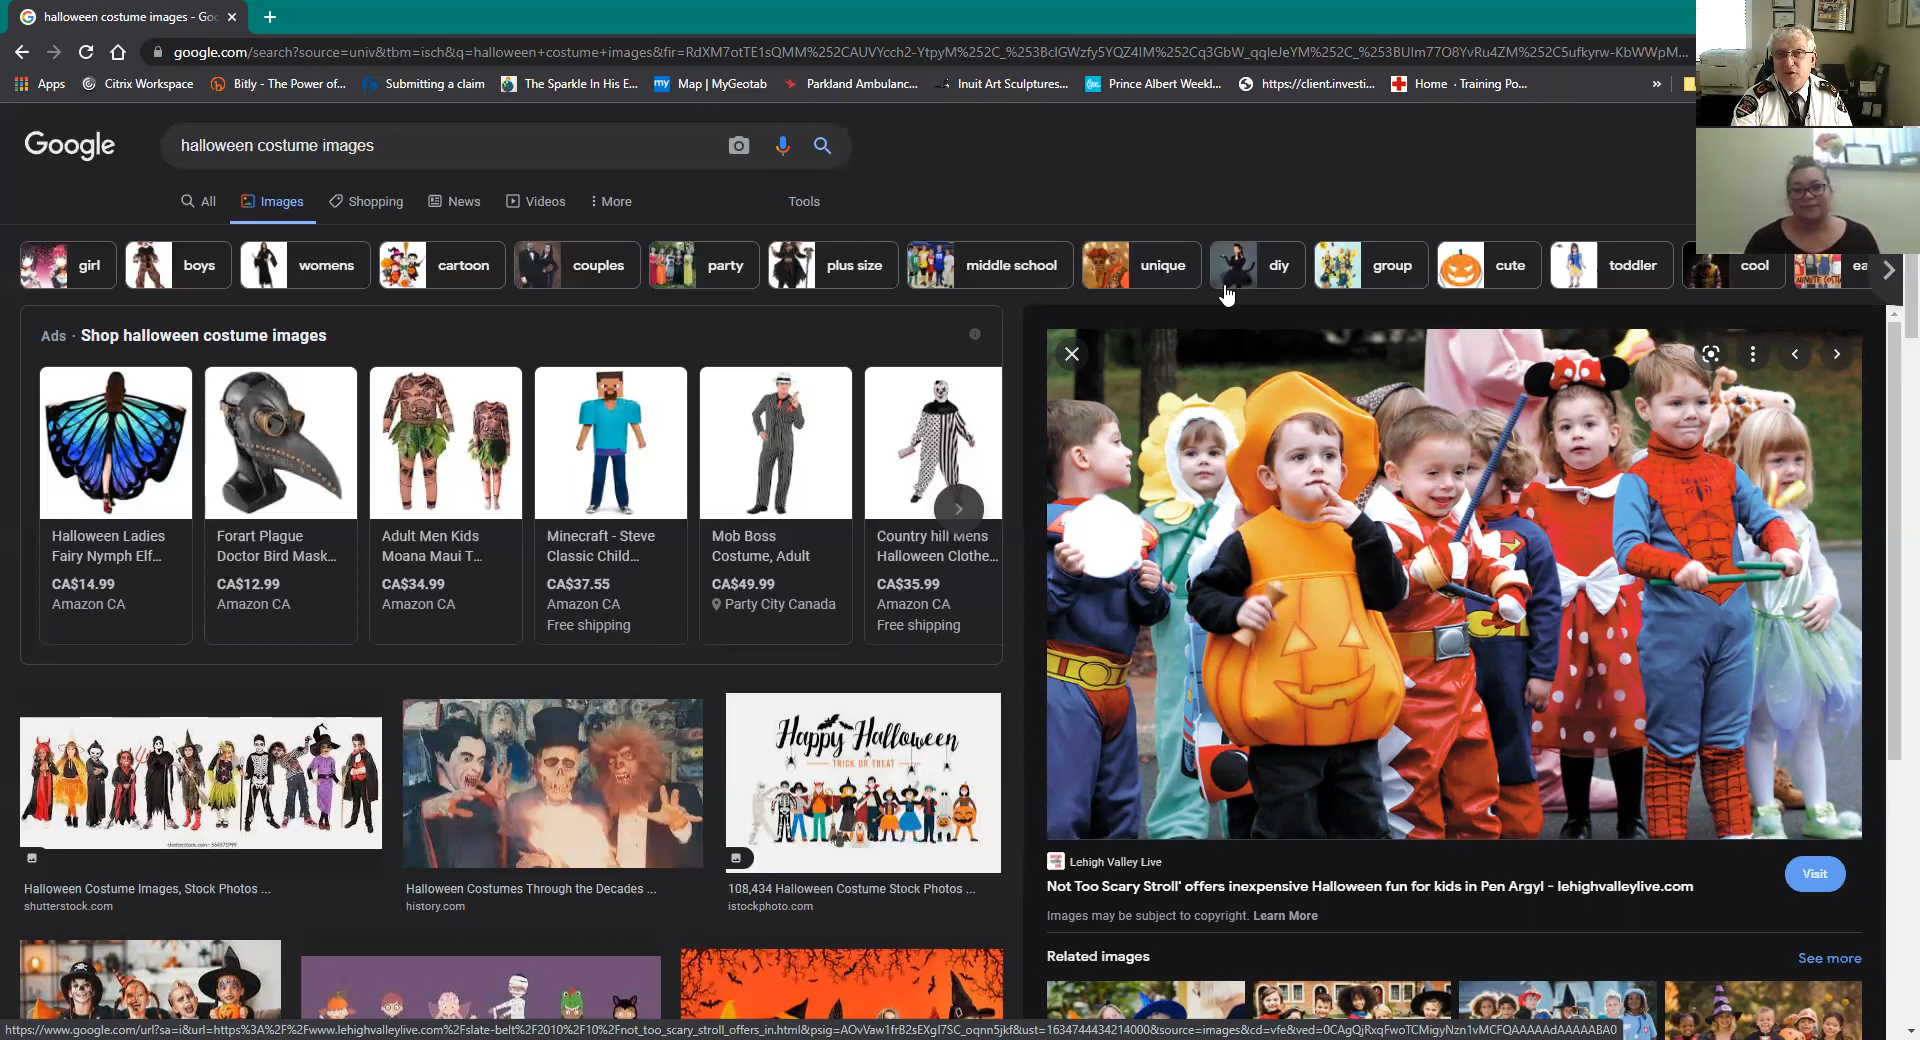 halloween costume images - Goo
google.com/search?source=univ&tbm=isch&q=halloween+costume+images&fir=RdXM7otTE1sQMM%252CAUVYcch2-YtpyM%252C_%253BclGWzfy5YQZ4IM%252Cq3GbW_qqleJeYM%252C_%253BUIm77O8YvRu4ZM%252C5ufkyrw-KbWWpM...
Apps Citrix Workspace Bitly - The Power of... Submitting a claim The Sparkle In His E... Map | MyGeotab Parkland Ambulanc... Inuit Art Sculptures... Prince Albert Weekl... https://client.investi... Home · Training Po... »
Google
halloween costume images
All Images Shopping News Videos More Tools
girl boys womens cartoon couples party plus size middle school unique diy group cute toddler cool ea
Ads · Shop halloween costume images
Halloween Ladies Fairy Nymph Elf...
CA$14.99
Amazon CA
Forart Plague Doctor Bird Mask...
CA$12.99
Amazon CA
Adult Men Kids Moana Maui T...
CA$34.99
Amazon CA
Minecraft - Steve Classic Child...
CA$37.55
Amazon CA
Free shipping
Mob Boss Costume, Adult
CA$49.99
Party City Canada
Country hill Mens Halloween Clothe...
CA$35.99
Amazon CA
Free shipping
Happy Halloween
TRICK OR TREAT
Halloween Costume Images, Stock Photos ...
shutterstock.com
Halloween Costumes Through the Decades ...
history.com
108,434 Halloween Costume Stock Photos ...
istockphoto.com
Lehigh Valley Live
Not Too Scary Stroll' offers inexpensive Halloween fun for kids in Pen Argyl - lehighvalleylive.com
Visit
Images may be subject to copyright. Learn More
Related images
See more
https://www.google.com/url?sa=i&url=https%3A%2F%2Fwww.lehighvalleylive.com%2Fslate-belt%2F2010%2F10%2Fnot_too_scary_stroll_offers_in.html&psig=AOvVaw1frB2sEXgI7SC_oqnn5jkf&ust=1634744434214000&source=images&cd=vfe&ved=0CAgQjRxqFwoTCMigyNzn1vMCFQAAAAAdAAAAABA0